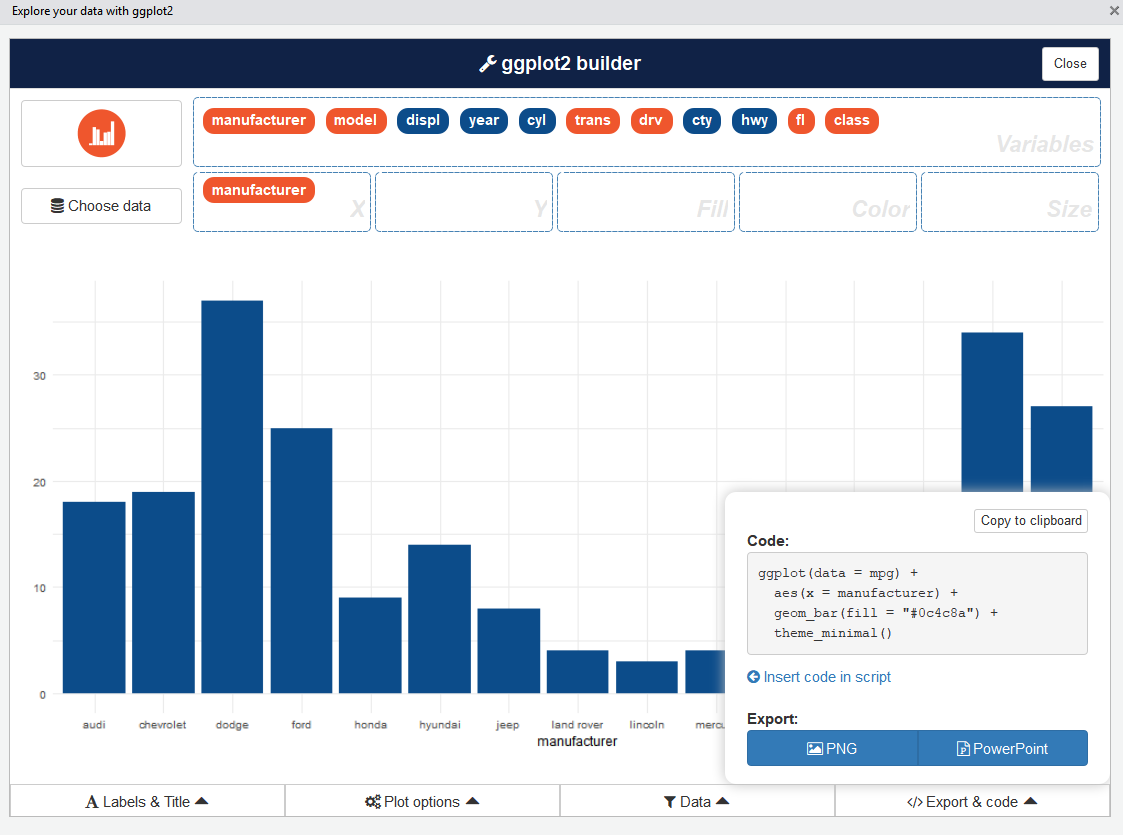 Explore your data with ggplot2
ggplot2 builder
Close
manufacturer model displ year cyl trans drv cty hwy fl class
Variables
Choose data
manufacturer
X
Y
Fill
Color
Size
30
20
10
0
audi chevrolet dodge ford honda hyundai jeep land rover lincoln mercu
manufacturer
Copy to clipboard
Code:
ggplot(data = mpg) +
aes(x = manufacturer) +
geom_bar(fill = "#0c4c8a") +
theme_minimal()
Insert code in script
Export:
PNG
PowerPoint
A Labels & Title
Plot options
Data
</> Export & code